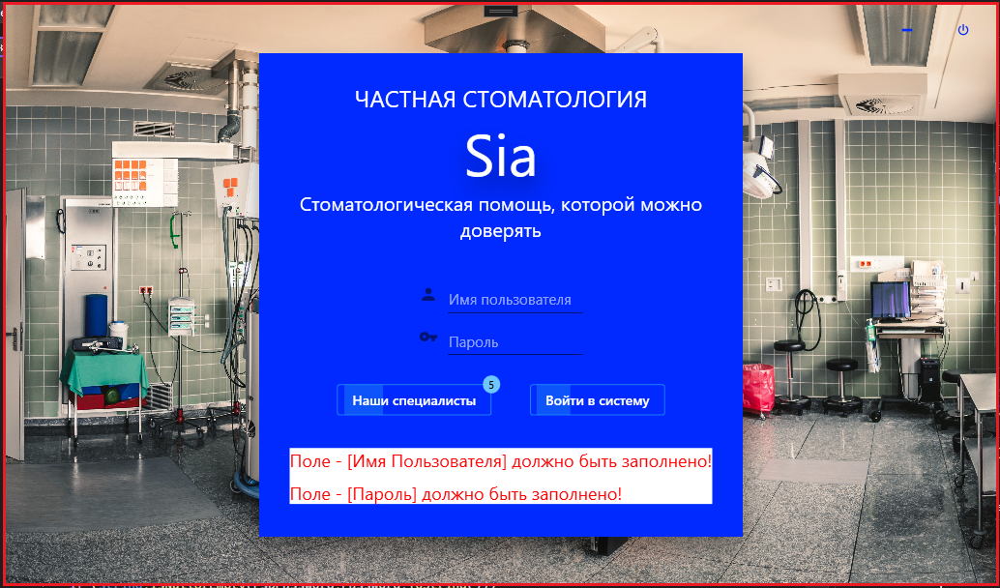 ЧАСТНАЯ СТОМАТОЛОГИЯ
Sia
Стоматологическая помощь, которой можно
доверять
Имя пользователя
Пароль
5
Наши специалисты
Войти в систему
Поле - [Имя Пользователя] должно быть заполнено!
Поле - [Пароль] должно быть заполнено!